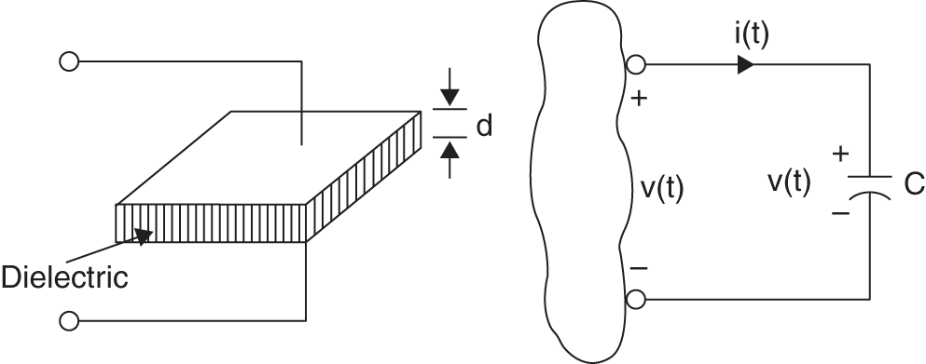 d
Dielectric
i(t)
+
v(t)
−
v(t)
+
−
C